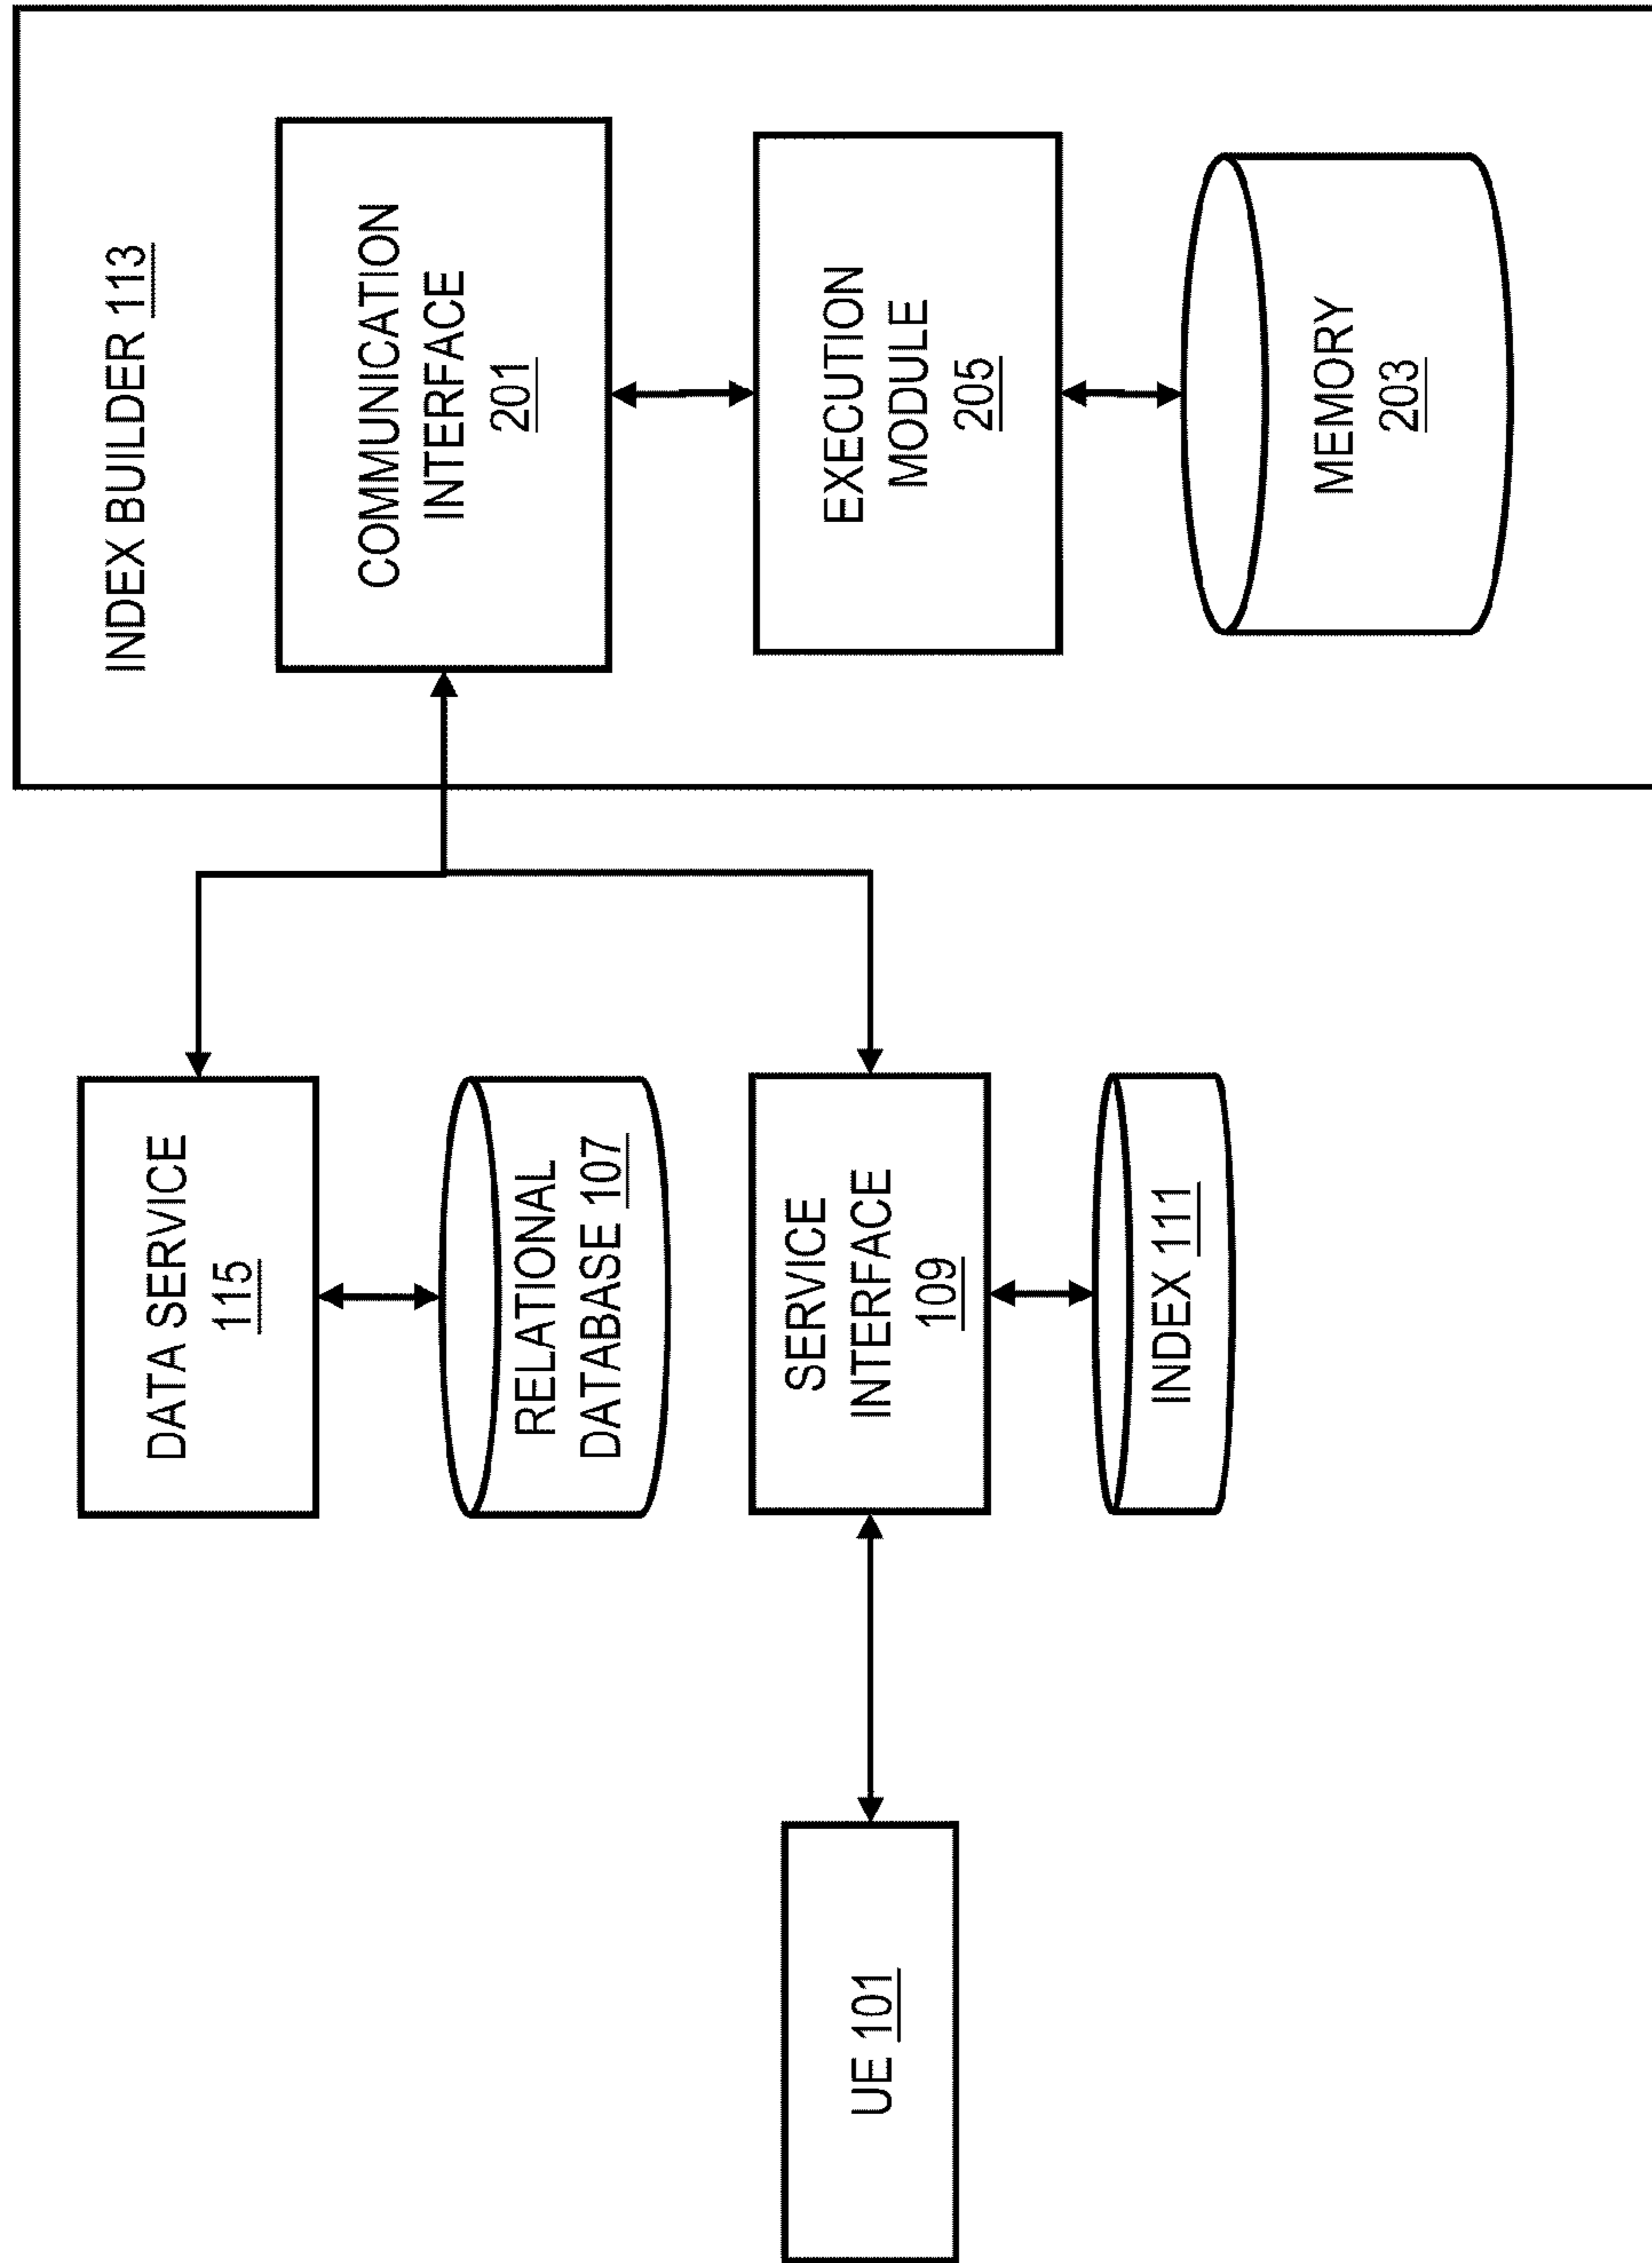 UE 101
DATA SERVICE
115
RELATIONAL
DATABASE 107
SERVICE
INTERFACE
109
INDEX 111
INDEX BUILDER 113
COMMUNICATION
INTERFACE
201
EXECUTION
MODULE
205
MEMORY
203